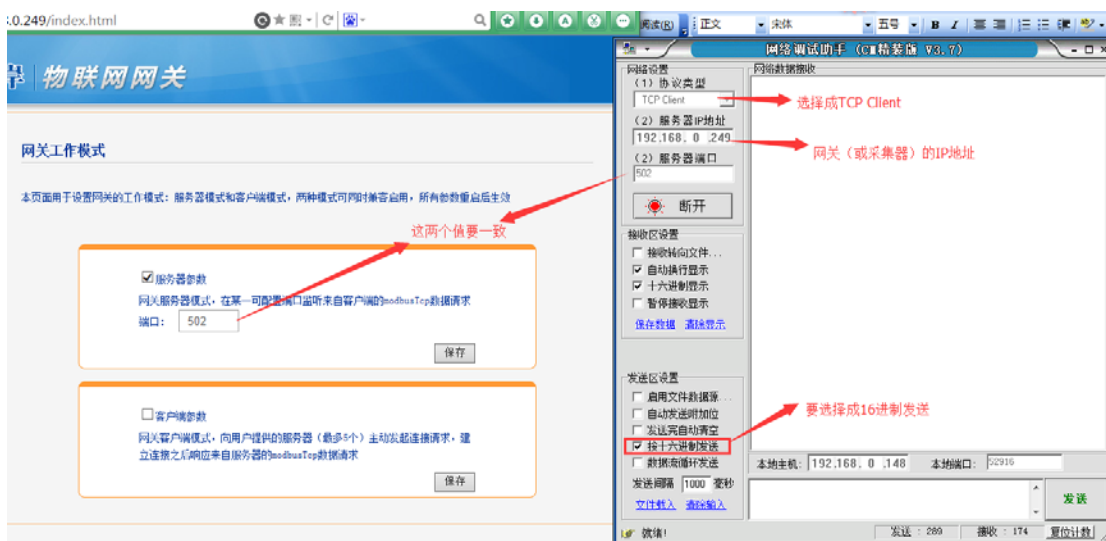 .0.249/index.html
阅读(R)
正文
宋体
五号
B I
物联网网关
网关工作模式
本页面用于设置网关的工作模式：服务器模式和客户端模式，两种模式可同时兼容启用，所有参数重启后生效
这两个值要一致
服务器参数
网关服务器模式，在某一可配置端口监听来自客户端的modbusTcp数据请求
端口： 502
保存
客户端参数
网关客户端模式，向用户提供的服务器（最多5个）主动发起连接请求，建
立连接之后响应来自服务器的modbusTcp数据请求
保存
网络调试助手 (C■精装版 V3.7)
网络设置
(1) 协议类型
TCP Client
(2) 服务器IP地址
192.168. 0 .249
(2) 服务器端口
502
断开
接收区设置
接收转向文件...
自动换行显示
十六进制显示
暂停接收显示
保存数据 清除显示
发送区设置
启用文件数据源...
自动发送附加位
发送完自动清空
按十六进制发送
数据流循环发送
发送间隔 1000 毫秒
文件载入 清除输入
就绪!
网络数据接收
选择成TCP Client
网关（或采集器）的IP地址
要选择成16进制发送
本地主机: 192.168. 0 .148 本地端口: 52916
发送
发送 : 289 接收 : 174 复位计数